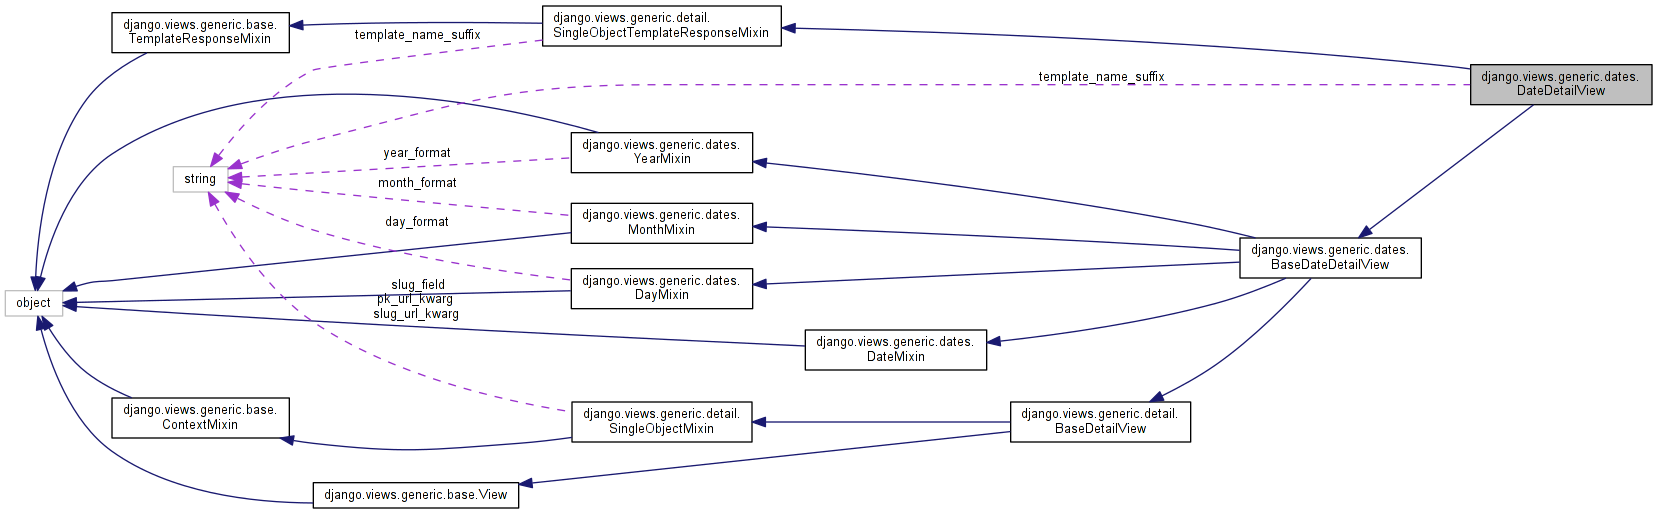 django.views.generic.base.
TemplateResponseMixin
django.views.generic.detail.
SingleObjectTemplateResponseMixin
template_name_suffix
template_name_suffix
django.views.generic.dates.
DateDetailView
django.views.generic.dates.
YearMixin
year_format
string
month_format
django.views.generic.dates.
MonthMixin
day_format
django.views.generic.dates.
BaseDateDetailView
django.views.generic.dates.
DayMixin
object
slug_field
pk_url_kwarg
slug_url_kwarg
django.views.generic.dates.
DateMixin
django.views.generic.base.
ContextMixin
django.views.generic.detail.
SingleObjectMixin
django.views.generic.detail.
BaseDetailView
django.views.generic.base.View